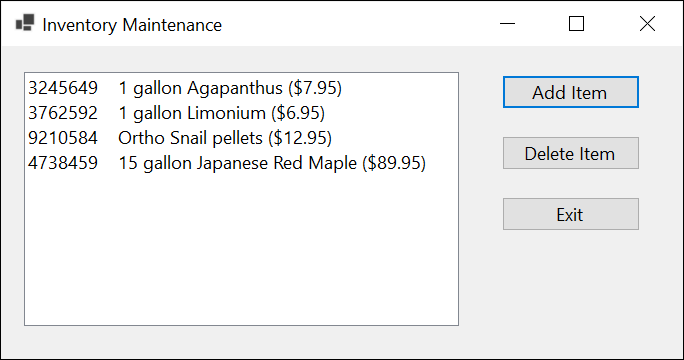 Inventory Maintenance
3245649 1 gallon Agapanthus ($7.95)
3762592 1 gallon Limonium ($6.95)
9210584 Ortho Snail pellets ($12.95)
4738459 15 gallon Japanese Red Maple ($89.95)
Add Item
Delete Item
Exit